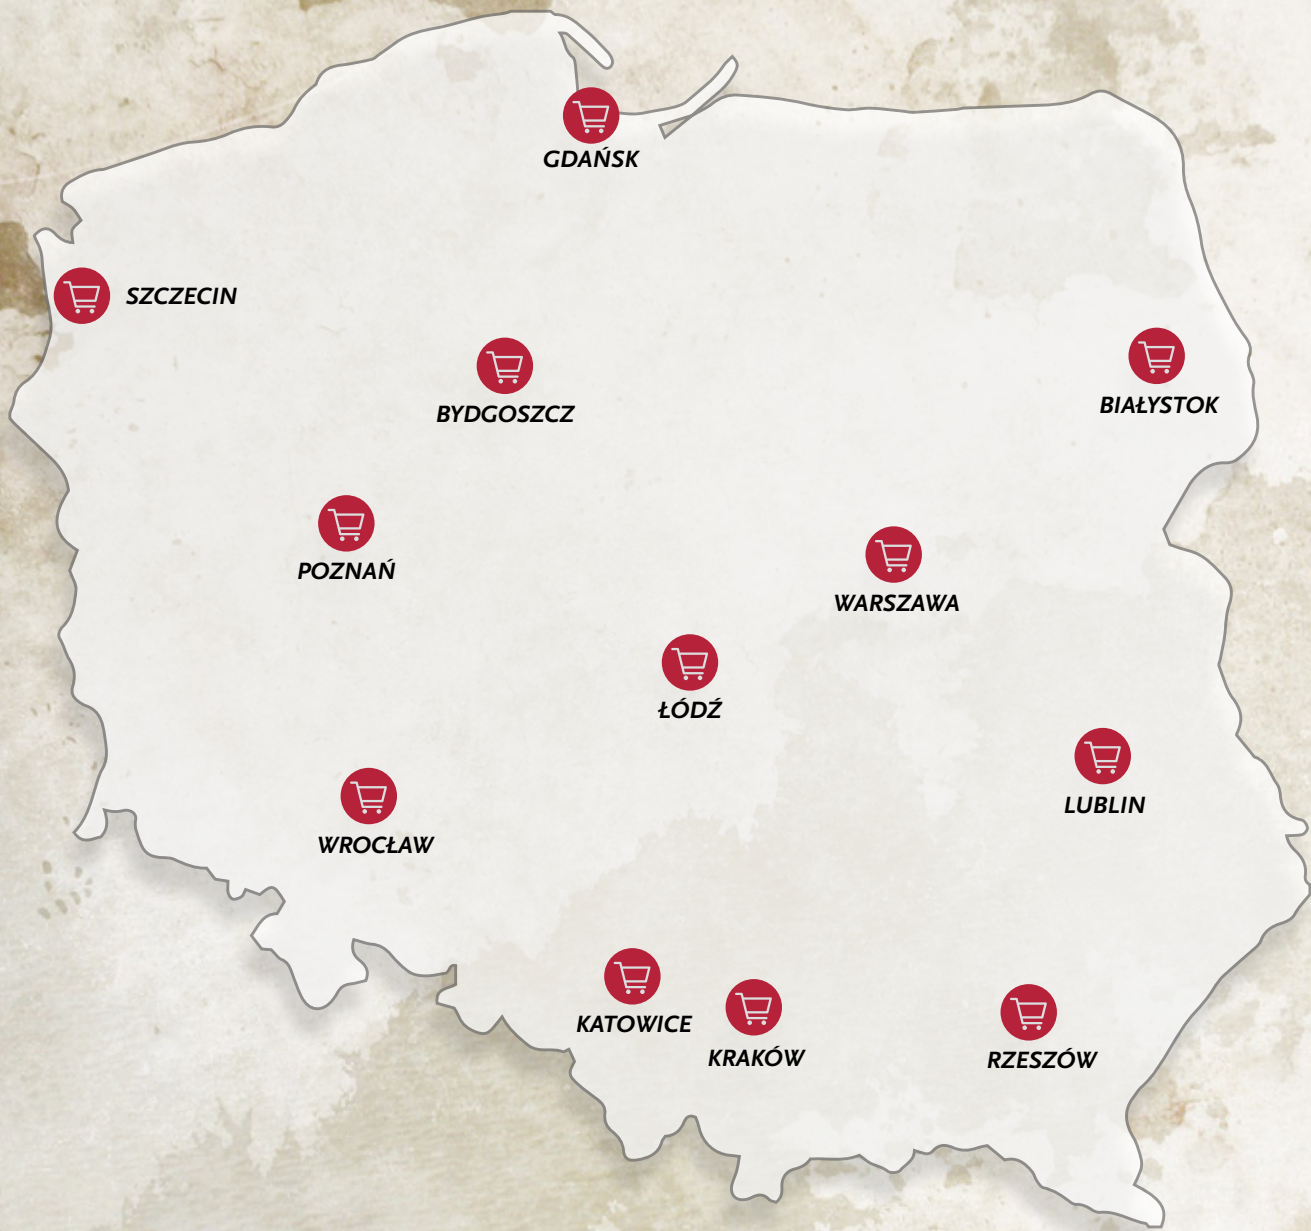 GDAŃSK
SZCZECIN
BYDGOSZCZ
BIAŁYSTOK
POZNAŃ
WARSZAWA
ŁÓDŹ
LUBLIN
WROCŁAW
KATOWICE
KRAKÓW
RZESZÓW